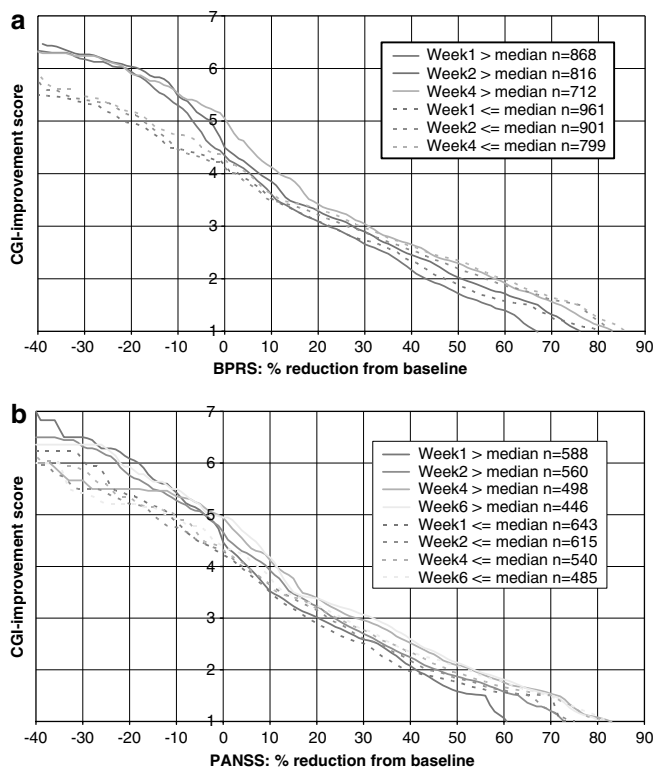 a
7
6
5
4
3
2
1
CGI-improvement score
Week1 > median n=868
Week2 > median n=816
Week4 > median n=712
Week1 <= median n=961
Week2 <= median n=901
Week4 <= median n=799
-40 -30 -20 -10 0 10 20 30 40 50 60 70 80 90
BPRS: % reduction from baseline
b
7
6
5
4
3
2
1
CGI-improvement score
Week1 > median n=588
Week2 > median n=560
Week4 > median n=498
Week6 > median n=446
Week1 <= median n=643
Week2 <= median n=615
Week4 <= median n=540
Week6 <= median n=485
-40 -30 -20 -10 0 10 20 30 40 50 60 70 80 90
PANSS: % reduction from baseline